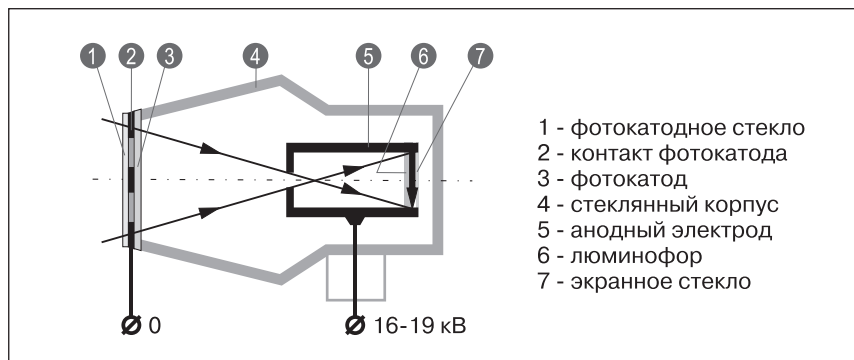 1 2 3 4 5 6 7
1 - фотокатодное стекло
2 - контакт фотокатода
3 - фотокатод
4 - стеклянный корпус
5 - анодный электрод
6 - люминофор
7 - экранное стекло
0 16-19 кВ